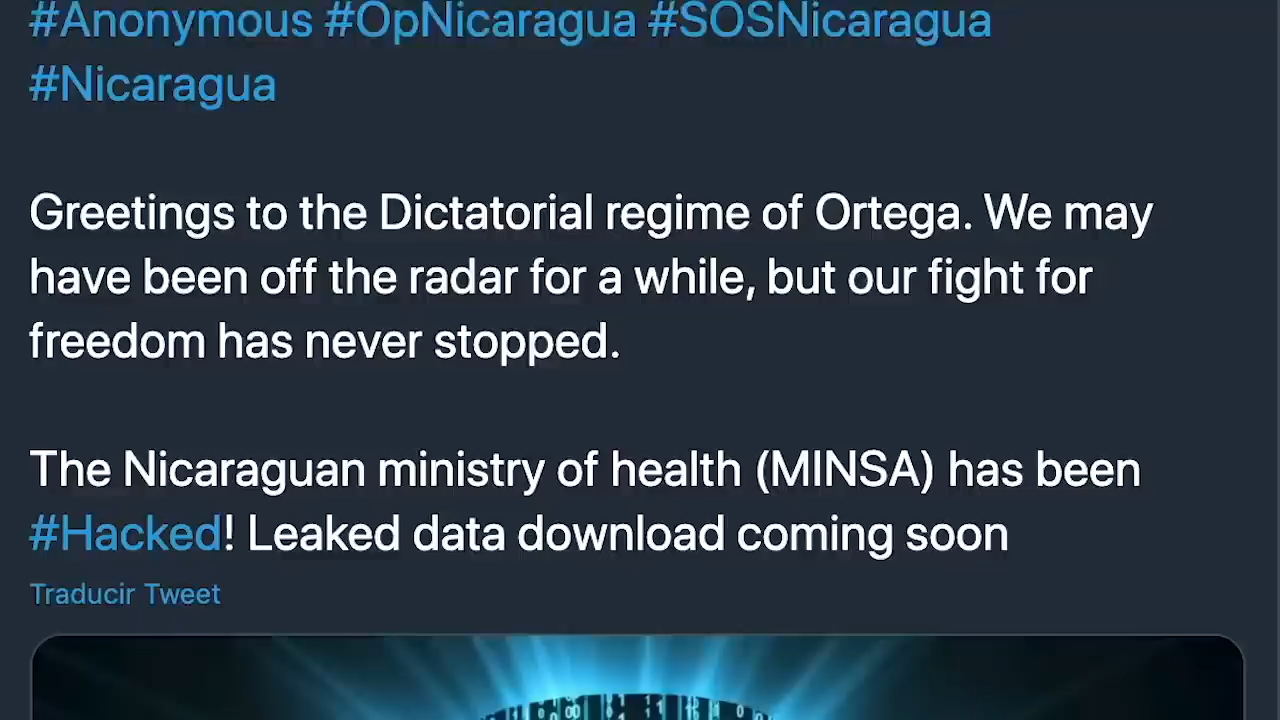 #Anonymous #OpNicaragua #SOSNicaragua
#Nicaragua
Greetings to the Dictatorial regime of Ortega. We may
have been off the radar for a while, but our fight for
freedom has never stopped.
The Nicaraguan ministry of health (MINSA) has been
#Hacked! Leaked data download coming soon
Traducir Tweet